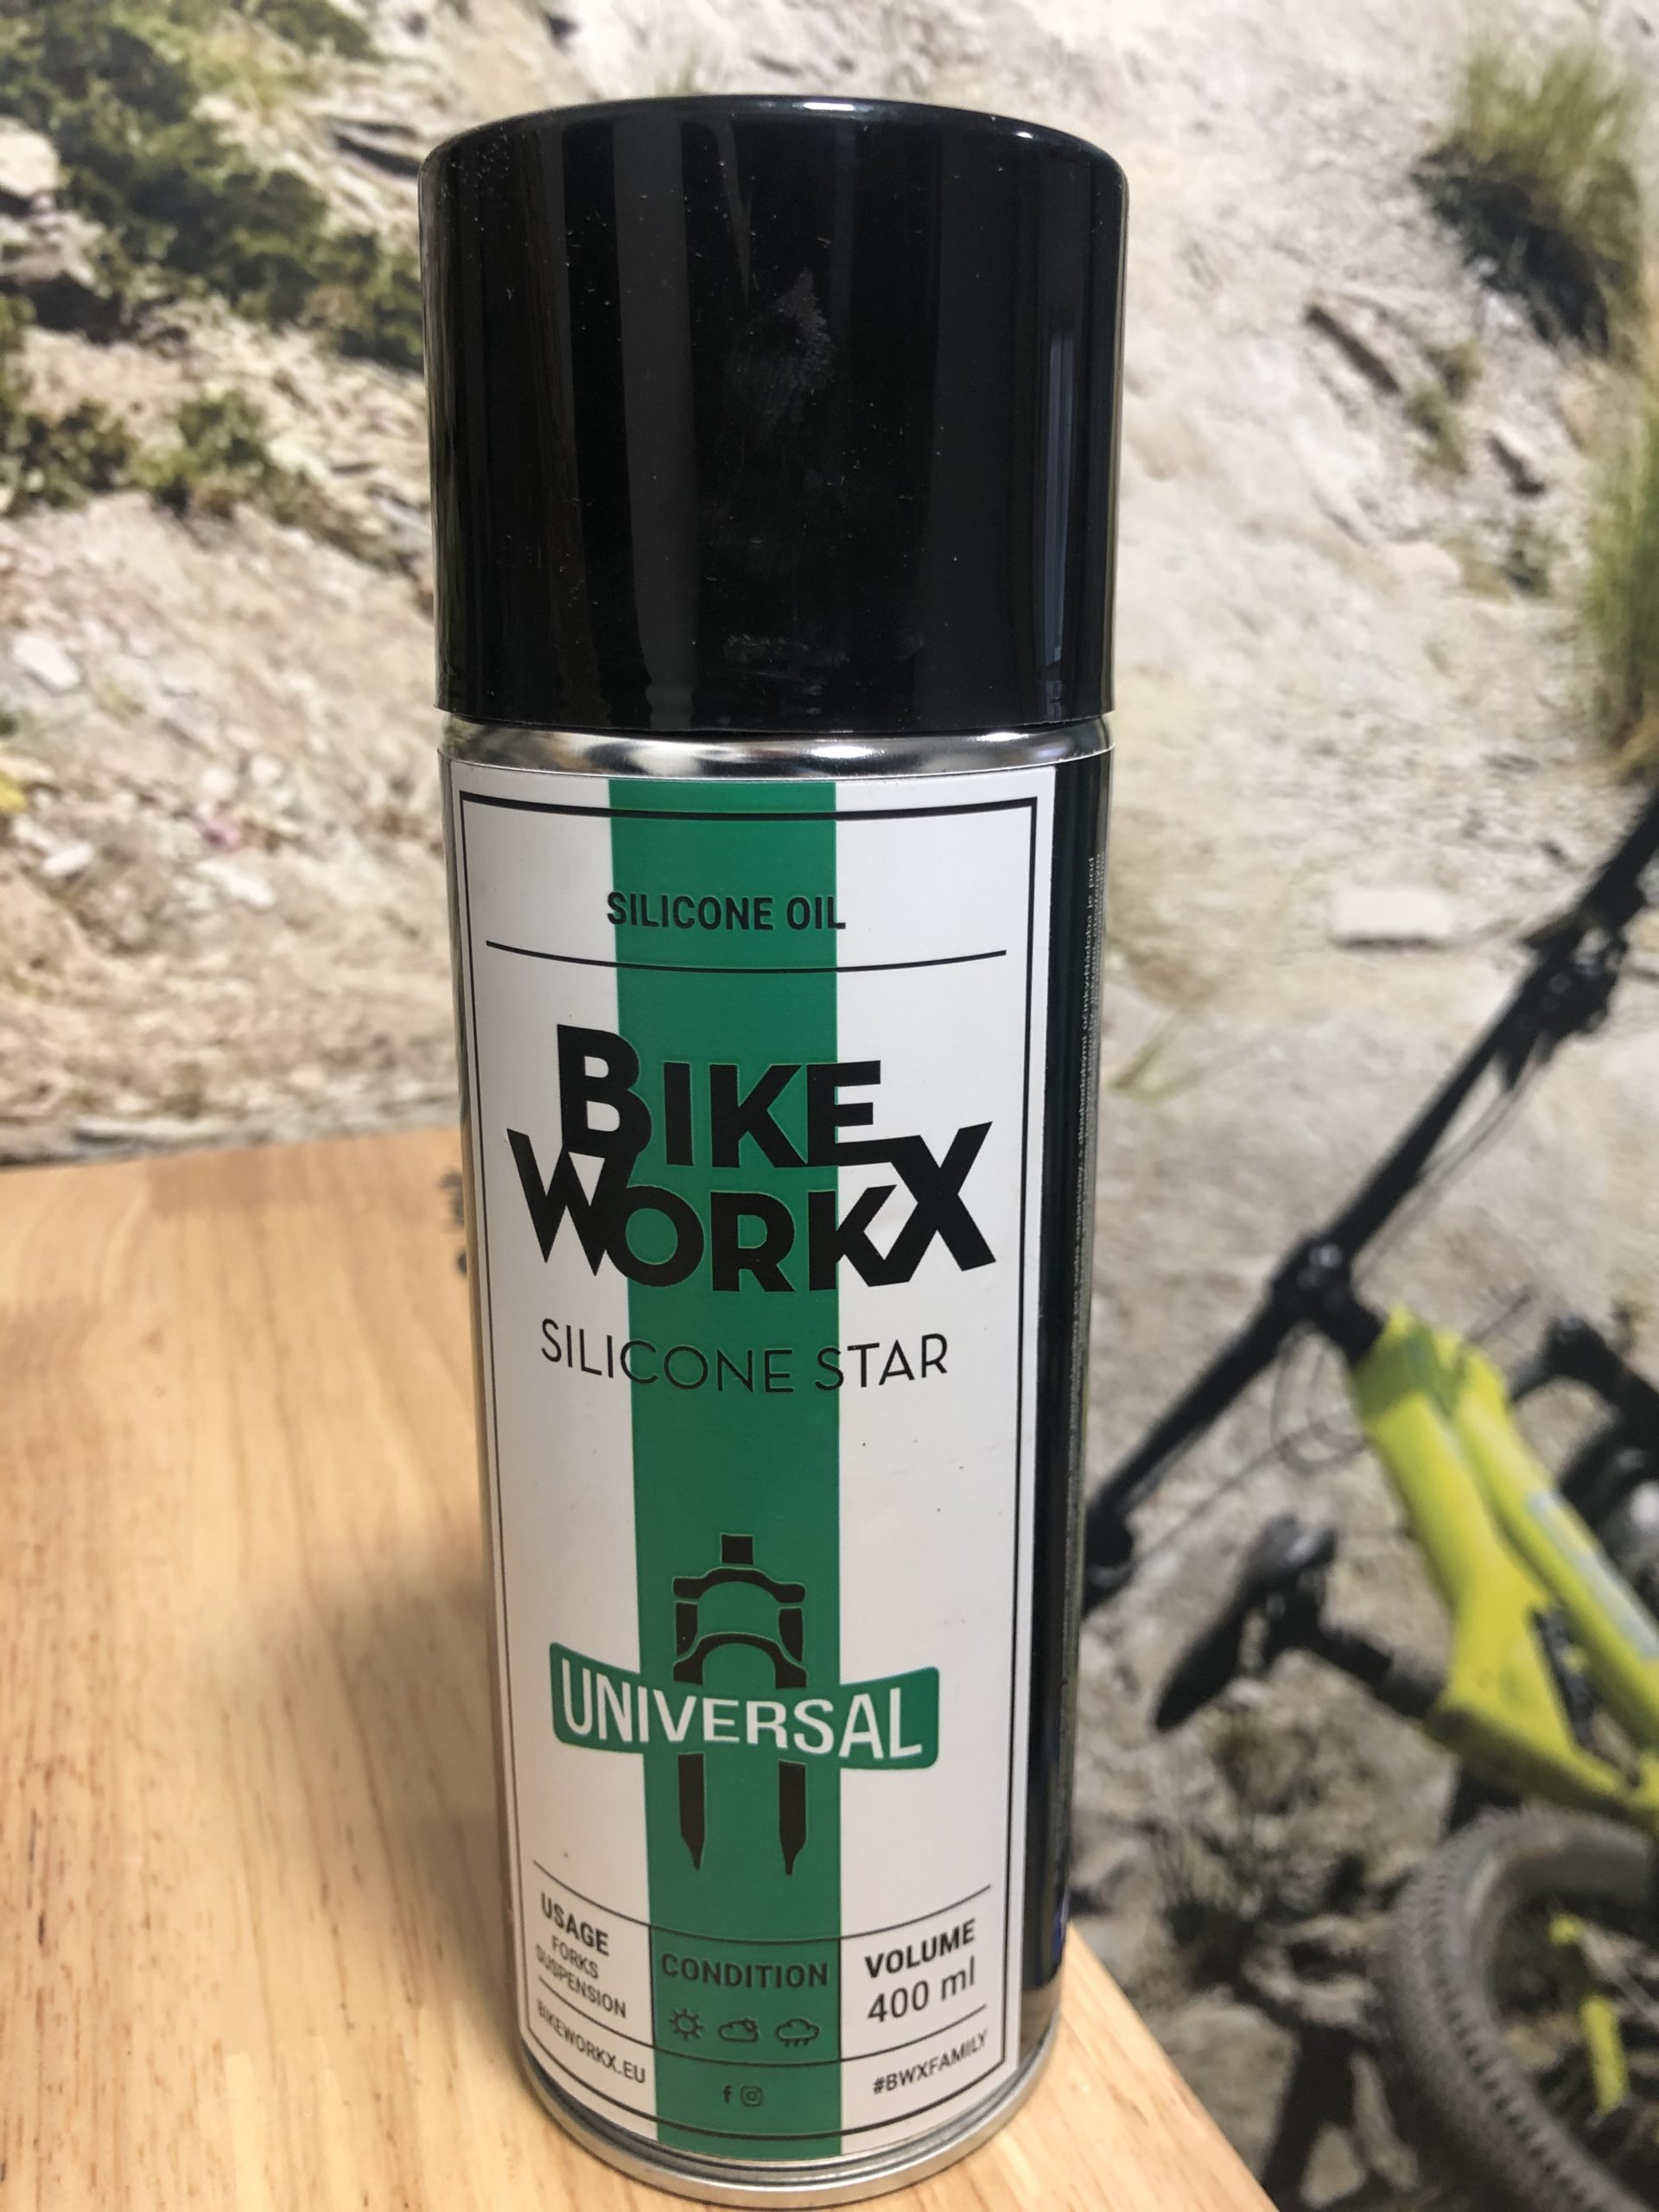 SILICONE OIL
BIKE
WORKX
SILICONE STAR
UNIVERSAL
USAGE
FORKS
SUSPENSION
CONDITION
VOLUME
400 ml
BIKEWORKX.EU
#BWXFAMILY